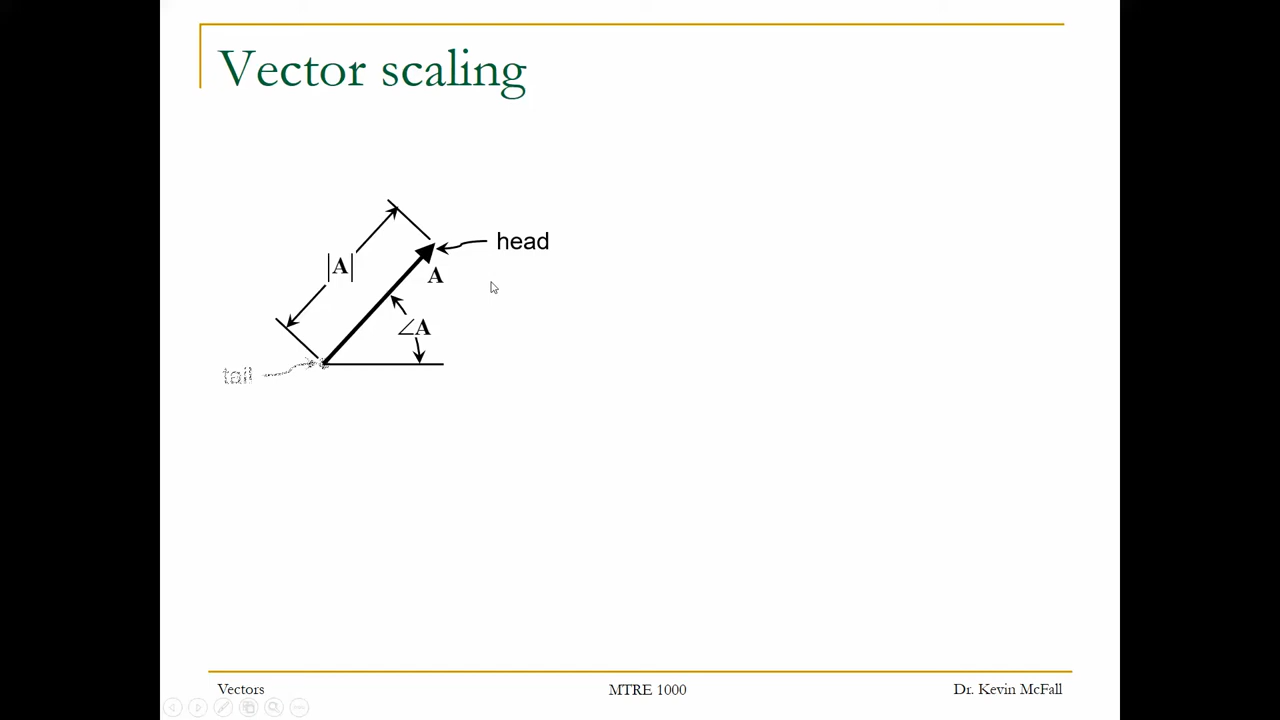 Vector scaling
head
|A|
A
∠A
tail
Vectors
MTRE 1000
Dr. Kevin McFall